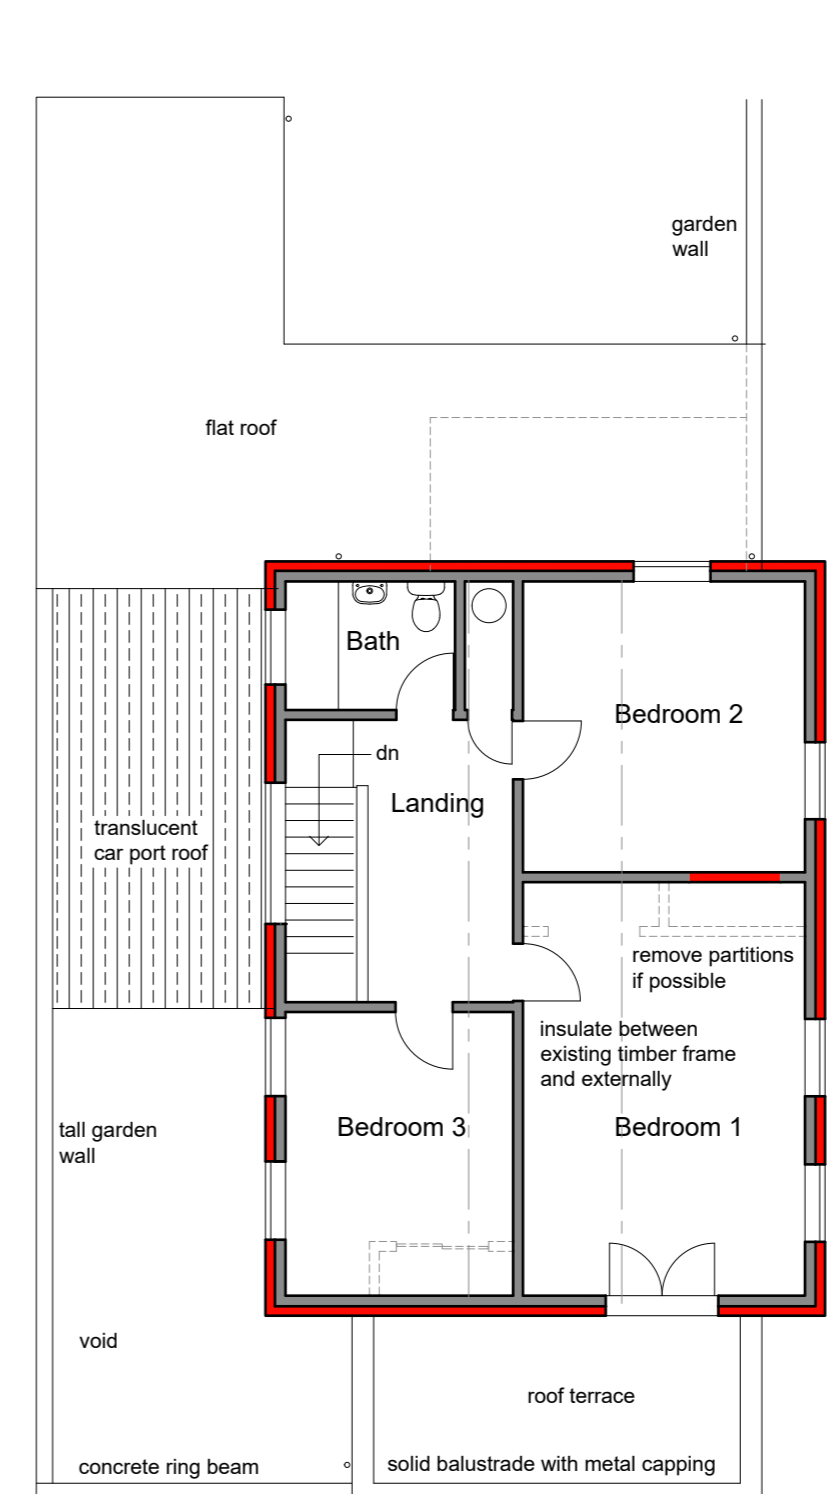 garden
wall
flat roof
Bath
Bedroom 2
dn
Landing
translucent
car port roof
remove partitions
if possible
insulate between
existing timber frame
and externally
tall garden
wall
Bedroom 3
Bedroom 1
void
roof terrace
concrete ring beam
solid balustrade with metal capping